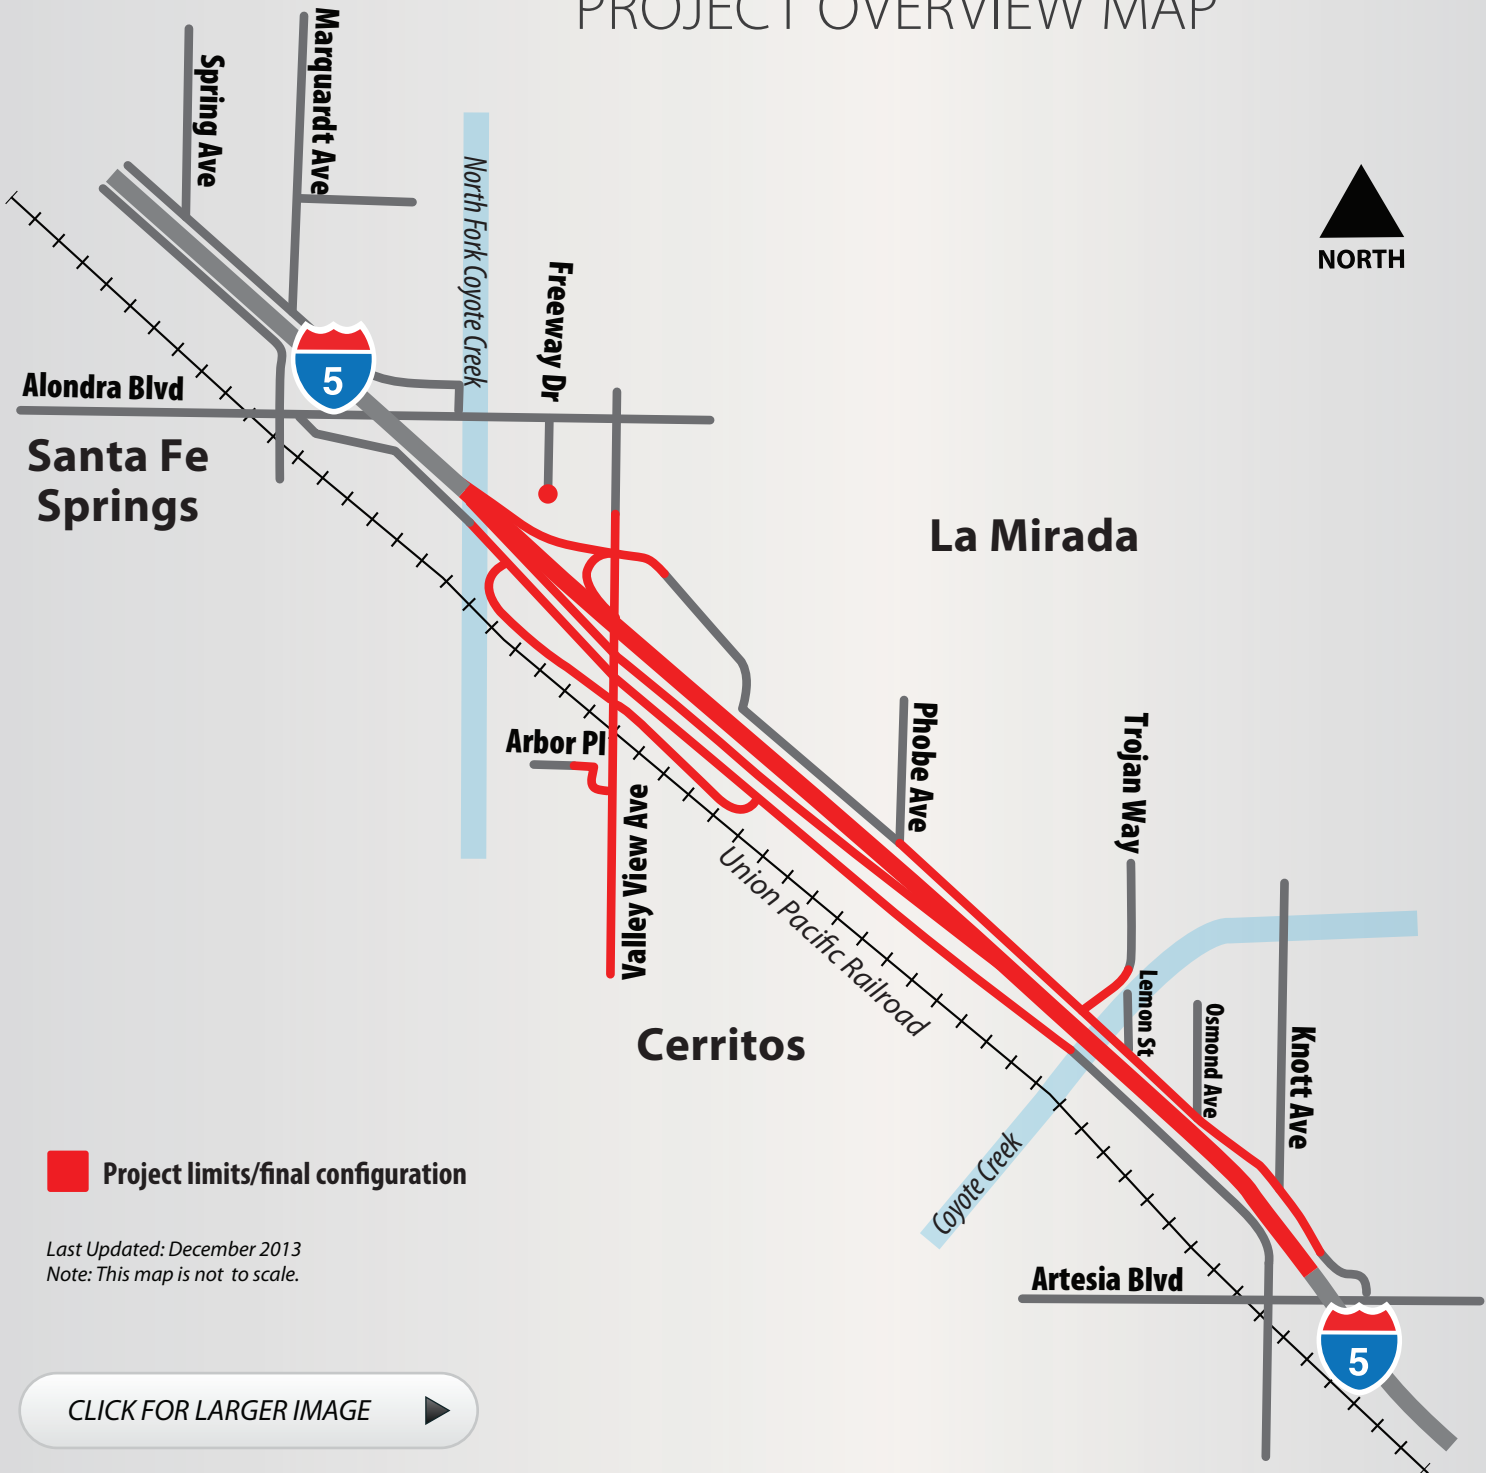 PROJECT OVERVIEW MAP
Spring Ave
Marquardt Ave
North Fork Coyote Creek
Freeway Dr
NORTH
5
Alondra Blvd
Santa Fe
Springs
La Mirada
Arbor Pl
Valley View Ave
Phobe Ave
Trojan Way
Union Pacific Railroad
Lemon St
Osmond Ave
Knott Ave
Cerritos
Coyote Creek
Project limits/final configuration
Last Updated: December 2013
Note: This map is not to scale.
Artesia Blvd
5
CLICK FOR LARGER IMAGE